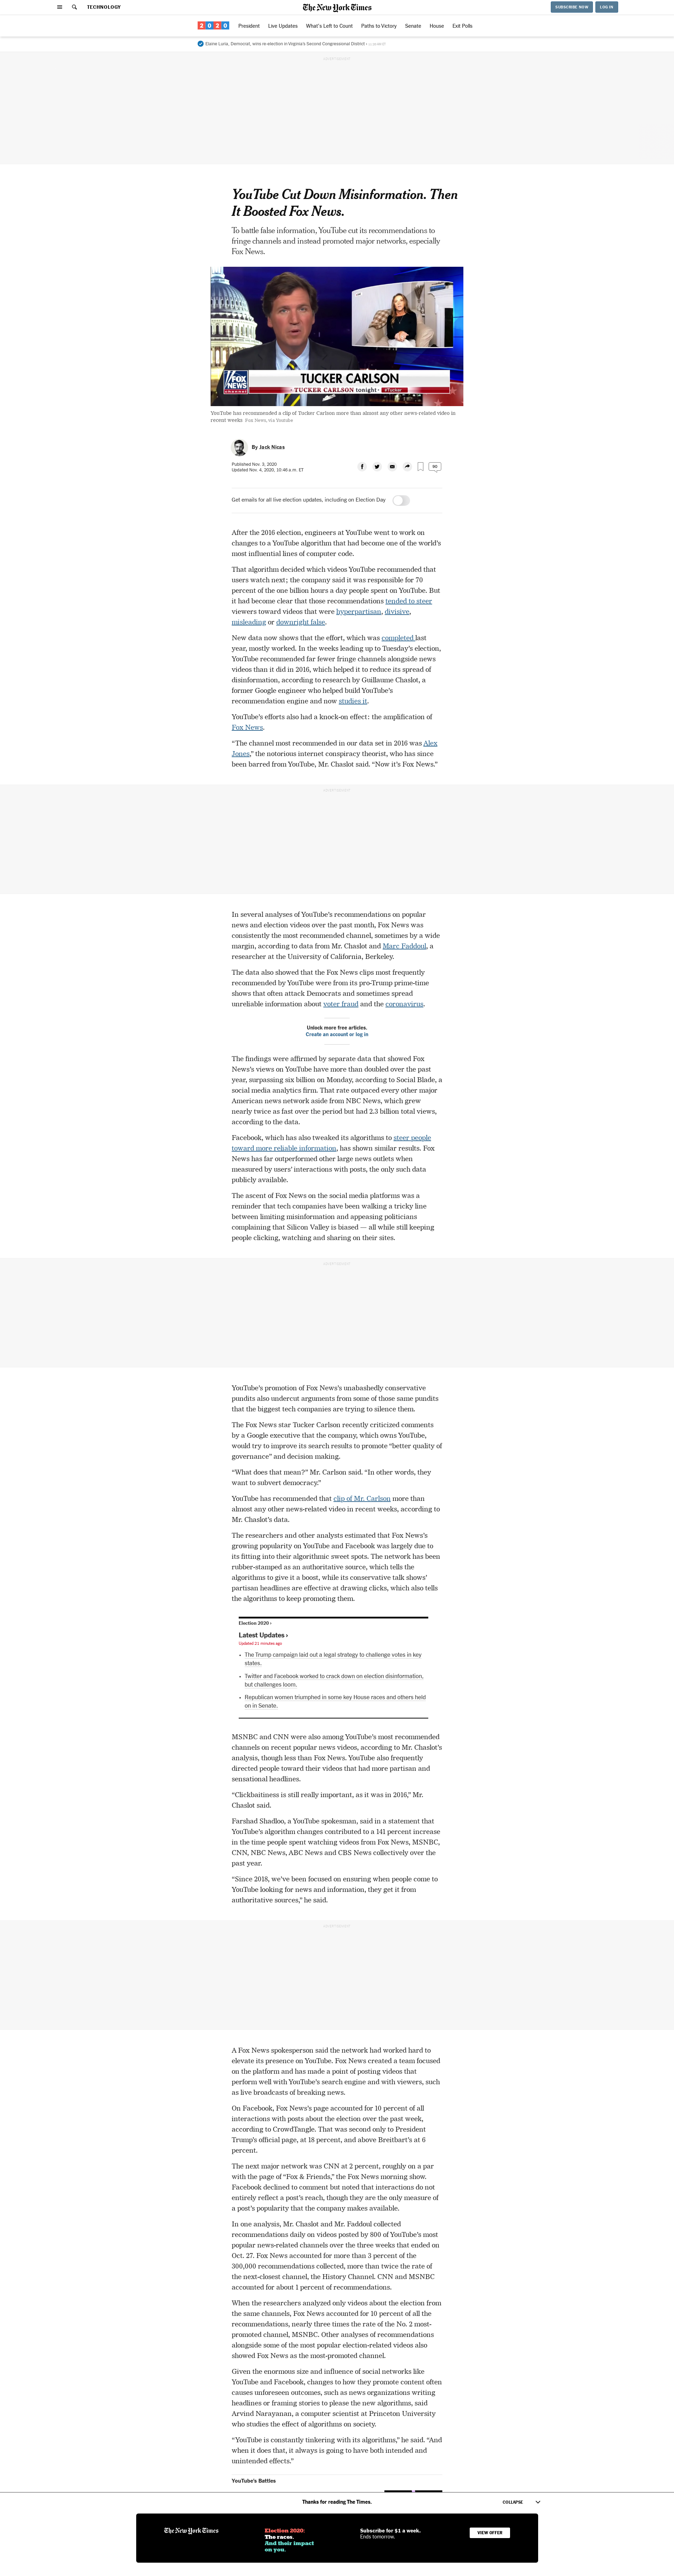 TECHNOLOGY
The New York Times
SUBSCRIBE NOW
LOG IN
2020
President
Live Updates
What's Left to Count
Paths to Victory
Senate
House
Exit Polls
Elaine Luria, Democrat, wins re-election in Virginia's Second Congressional District ›
YouTube Cut Down Misinformation. Then
It Boosted Fox News.
To battle false information, YouTube cut its recommendations to
fringe channels and instead promoted major networks, especially
Fox News.
FOX NEWS channel
TUCKER CARLSON
TUCKER CARLSON tonight
#Tucker
YouTube has recommended a clip of Tucker Carlson more than almost any other news-related video in
recent weeks. Fox News, via Youtube
By Jack Nicas
Published Nov. 3, 2020
Updated Nov. 4, 2020, 10:46 a.m. ET
90
Get emails for all live election updates, including on Election Day
After the 2016 election, engineers at YouTube went to work on
changes to a YouTube algorithm that had become one of the world's
most influential lines of computer code.
That algorithm decided which videos YouTube recommended that
users watch next; the company said it was responsible for 70
percent of the one billion hours a day people spent on YouTube. But
it had become clear that those recommendations tended to steer
viewers toward videos that were hyperpartisan, divisive,
misleading or downright false.
New data now shows that the effort, which was completed last
year, mostly worked. In the weeks leading up to Tuesday's election,
YouTube recommended far fewer fringe channels alongside news
videos than it did in 2016, which helped it to reduce its spread of
disinformation, according to research by Guillaume Chaslot, a
former Google engineer who helped build YouTube's
recommendation engine and now studies it.
YouTube's efforts also had a knock-on effect: the amplification of
Fox News.
“The channel most recommended in our data set in 2016 was Alex
Jones,” the notorious internet conspiracy theorist, who has since
been barred from YouTube, Mr. Chaslot said. “Now it's Fox News.”
ADVERTISEMENT
In several analyses of YouTube's recommendations on popular
news and election videos over the past month, Fox News was
consistently the most recommended channel, sometimes by a wide
margin, according to data from Mr. Chaslot and Marc Faddoul, a
researcher at the University of California, Berkeley.
The data also showed that the Fox News clips most frequently
recommended by YouTube were from its pro-Trump prime-time
shows that often attack Democrats and sometimes spread
unreliable information about voter fraud and the coronavirus.
Unlock more free articles.
Create an account or log in
The findings were affirmed by separate data that showed Fox
News's views on YouTube have more than doubled over the past
year, surpassing six billion on Monday, according to Social Blade, a
social media analytics firm. That rate outpaced every other major
American news network aside from NBC News, which grew
nearly twice as fast over the period but had 2.3 billion total views,
according to the data.
Facebook, which has also tweaked its algorithms to steer people
toward more reliable information, has shown similar results. Fox
News has far outperformed other large news outlets when
measured by users' interactions with posts, the only such data
publicly available.
The ascent of Fox News on the social media platforms was a
reminder that tech companies have been walking a tricky line
between limiting misinformation and appeasing politicians
complaining that Silicon Valley is biased — all while still keeping
people clicking, watching and sharing on their sites.
ADVERTISEMENT
YouTube's promotion of Fox News's unabashedly conservative
pundits also undercut arguments from some of those same pundits
that the biggest tech companies are trying to silence them.
The Fox News star Tucker Carlson recently criticized comments
by a Google executive that the company, which owns YouTube,
would try to improve its search results to promote “better quality of
governance” and decision making.
“What does that mean?” Mr. Carlson said. “In other words, they
want to subvert democracy.”
YouTube has recommended that clip of Mr. Carlson more than
almost any other news-related video in recent weeks, according to
Mr. Chaslot's data.
The researchers and other analysts estimated that Fox News's
growing popularity on YouTube and Facebook was largely due to
its fitting into their algorithmic sweet spots. The network has been
rubber-stamped as an authoritative source, which tells the
algorithms to give it a boost, while its conservative talk shows'
partisan headlines are effective at drawing clicks, which also tells
the algorithms to keep promoting them.
Election 2020 ›
Latest Updates ›
Updated 21 minutes ago
• The Trump campaign laid out a legal strategy to challenge votes in key
states.
• Twitter and Facebook worked to crack down on election disinformation,
but challenges loom.
• Republican women triumphed in some key House races and others held
on in Senate.
MSNBC and CNN were also among YouTube's most recommended
channels on recent popular news videos, according to Mr. Chaslot's
analysis, though less than Fox News. YouTube also frequently
directed people toward their videos that had more partisan and
sensational headlines.
“Clickbaitiness is still really important, as it was in 2016,” Mr.
Chaslot said.
Farshad Shadloo, a YouTube spokesman, said in a statement that
YouTube's algorithm changes contributed to a 141 percent increase
in the time people spent watching videos from Fox News, MSNBC,
CNN, NBC News, ABC News and CBS News collectively over the
past year.
“Since 2018, we've been focused on ensuring when people come to
YouTube looking for news and information, they get it from
authoritative sources,” he said.
ADVERTISEMENT
A Fox News spokesperson said the network had worked hard to
elevate its presence on YouTube. Fox News created a team focused
on the platform and has made a point of posting videos that
perform well with YouTube's search engine and with viewers, such
as live broadcasts of breaking news.
On Facebook, Fox News's page accounted for 10 percent of all
interactions with posts about the election over the past week,
according to CrowdTangle. That was second only to President
Trump's official page, at 18 percent, and above Breitbart's at 6
percent.
The next major network was CNN at 2 percent, roughly on a par
with the page of “Fox & Friends,” the Fox News morning show.
Facebook declined to comment but noted that interactions do not
entirely reflect a post's reach, though they are the only measure of
a post's popularity that the company makes available.
In one analysis, Mr. Chaslot and Mr. Faddoul collected
recommendations daily on videos posted by 800 of YouTube's most
popular news-related channels over the three weeks that ended on
Oct. 27. Fox News accounted for more than 3 percent of the
300,000 recommendations collected, more than twice the rate of
the next-closest channel, the History Channel. CNN and MSNBC
accounted for about 1 percent of recommendations.
When the researchers analyzed only videos about the election from
the same channels, Fox News accounted for 10 percent of all the
recommendations, nearly three times the rate of the No. 2 most-
promoted channel, MSNBC. Other analyses of recommendations
alongside some of the most popular election-related videos also
showed Fox News as the most-promoted channel.
Given the enormous size and influence of social networks like
YouTube and Facebook, changes to how they promote content often
can cause unforeseen outcomes, such as news organizations writing
headlines or framing stories to please the new algorithms, said
Arvind Narayanan, a computer scientist at Princeton University
who studies the effect of algorithms on society.
“YouTube is constantly tinkering with its algorithms,” he said. “And
when it does that, it always is going to have both intended and
unintended effects.”
YouTube's Battles
Thanks for reading The Times.
COLLAPSE
The New York Times
Election 2020:
The races.
And their impact
on you.
Subscribe for $1 a week.
Ends tomorrow.
VIEW OFFER